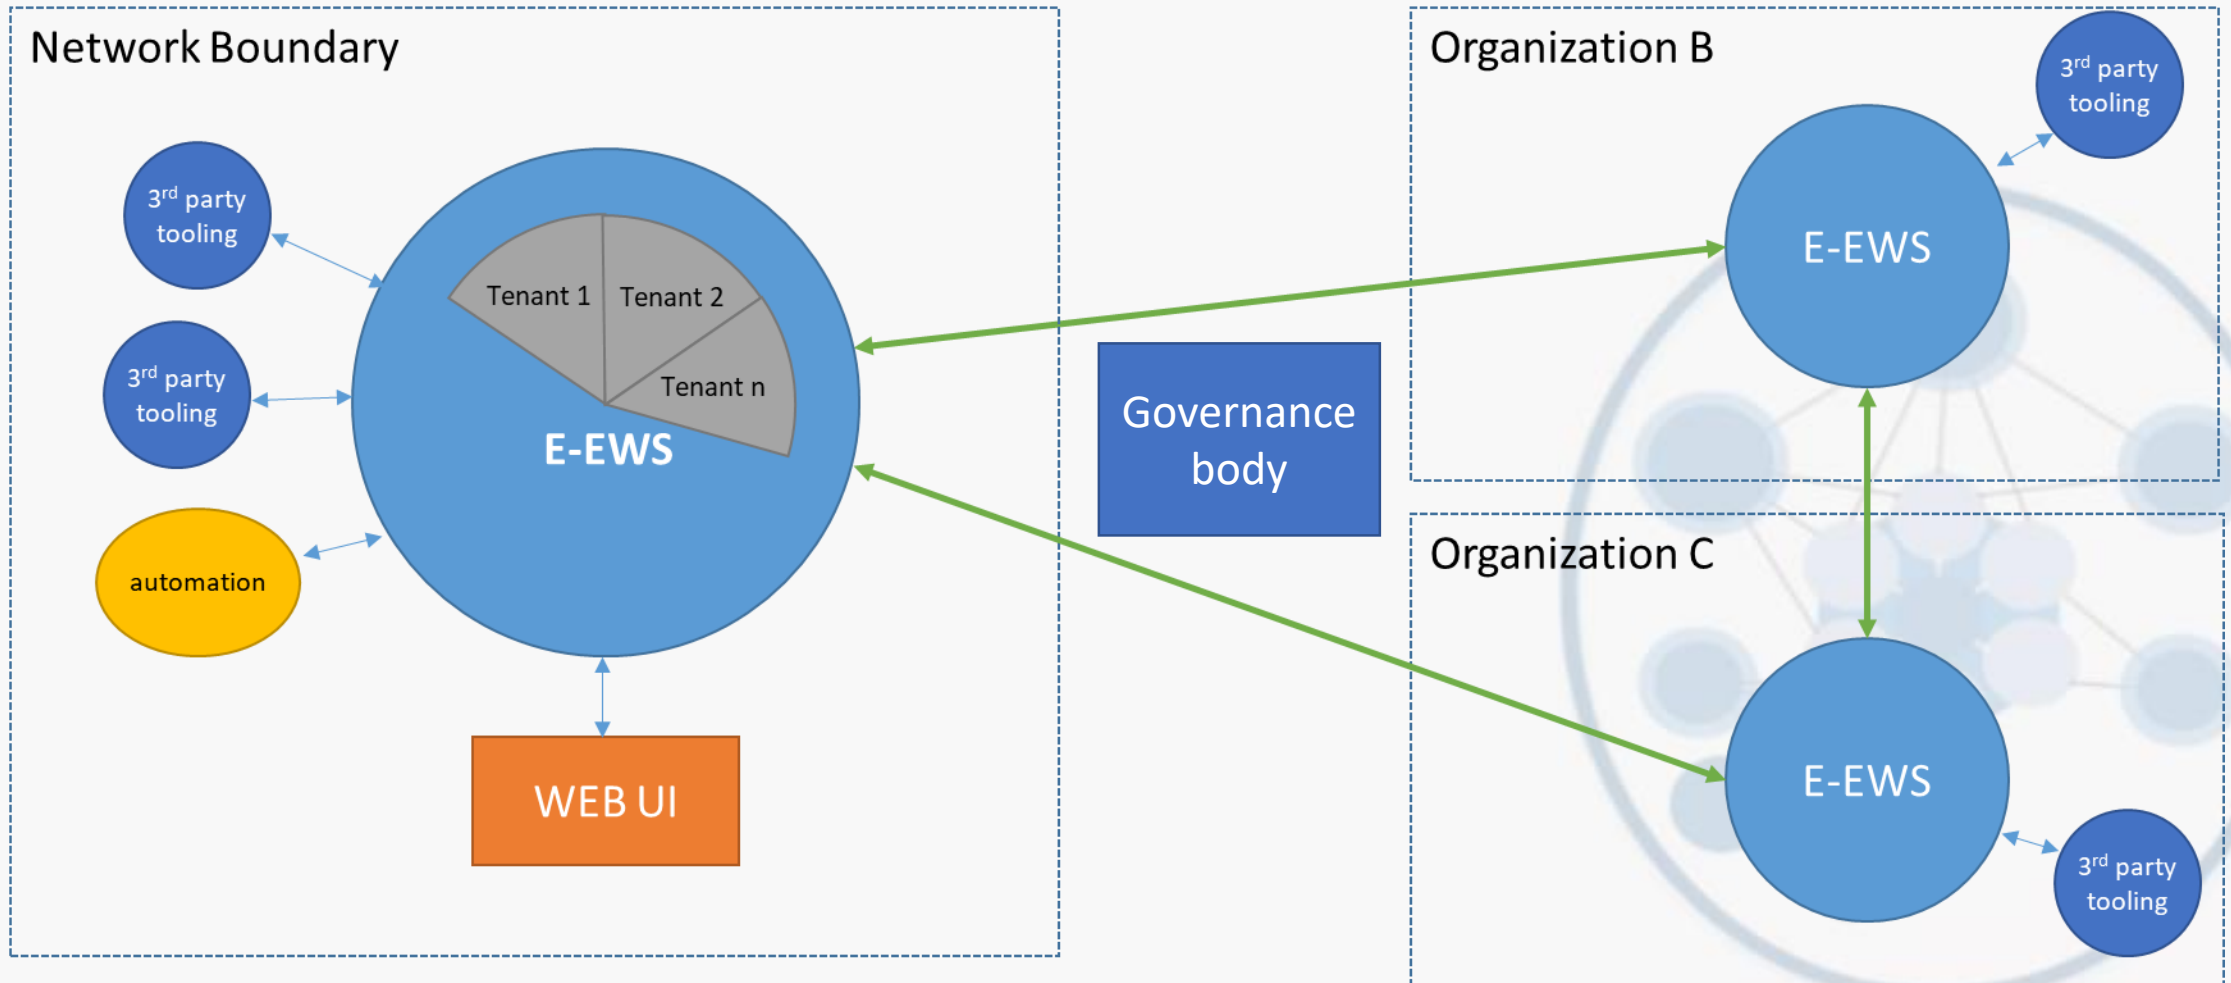 Network Boundary
3rd party
tooling
3rd party
tooling
automation
Tenant 1
Tenant 2
Tenant n
E-EWS
WEB UI
Governance
body
Organization B
3rd party
tooling
E-EWS
Organization C
E-EWS
3rd party
tooling